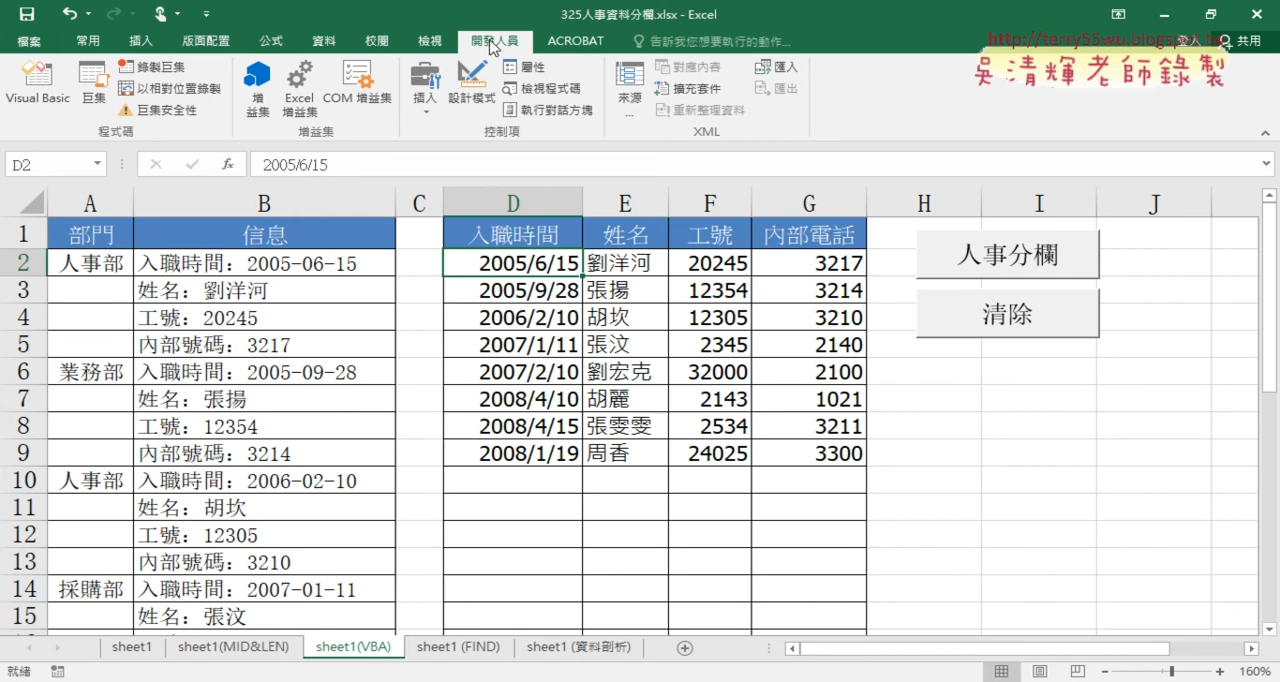 325人事資料分欄.xlsx - Excel
檔案 常用 插入 版面配置 公式 資料 校閱 檢視 開發人員 ACROBAT 告訴我您想要執行的動作... 登入 共用
http://terry55wu.blogspot.tw
吳清輝老師錄製
Visual Basic 巨集 錄製巨集 以相對位置錄製 巨集安全性 程式碼
增益集 Excel 增益集 COM 增益集 增益集
插入 設計模式 屬性 檢視程式碼 執行對話方塊 控制項
來源... 對應內容 擴充套件 重新整理資料 匯入 匯出 XML
D2 fx 2005/6/15
A B C D E F G H I J
1 部門 信息 入職時間 姓名 工號 內部電話
2 人事部 入職時間：2005-06-15 2005/6/15 劉洋河 20245 3217 人事分欄
3 姓名：劉洋河 2005/9/28 張揚 12354 3214
4 工號：20245 2006/2/10 胡坎 12305 3210 清除
5 內部號碼：3217 2007/1/11 張汶 2345 2140
6 業務部 入職時間：2005-09-28 2007/2/10 劉宏克 32000 2100
7 姓名：張揚 2008/4/10 胡麗 2143 1021
8 工號：12354 2008/4/15 張雯雯 2534 3211
9 內部號碼：3214 2008/1/19 周香 24025 3300
10 人事部 入職時間：2006-02-10
11 姓名：胡坎
12 工號：12305
13 內部號碼：3210
14 採購部 入職時間：2007-01-11
15 姓名：張汶
sheet1 sheet1(MID&LEN) sheet1(VBA) sheet1 (FIND) sheet1 (資料剖析)
就緒 160%